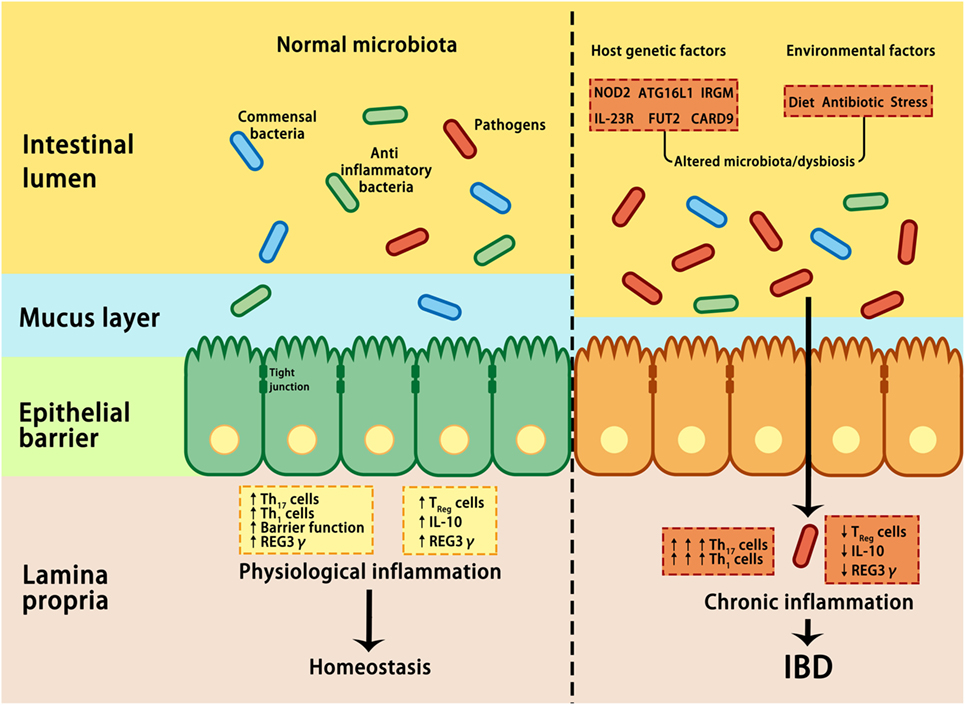 Normal microbiota
Intestinal
lumen
Commensal
bacteria
Anti
inflammatory
bacteria
Pathogens
Mucus layer
Epithelial
barrier
Tight
junction
Lamina
propria
↑ Th17 cells
↑ Th1 cells
↑ Barrier function
↑ REG3 γ
↑ TReg cells
↑ IL-10
↑ REG3 γ
Physiological inflammation
Homeostasis
Host genetic factors
NOD2 ATG16L1 IRGM
IL-23R FUT2 CARD9
Environmental factors
Diet Antibiotic Stress
Altered microbiota/dysbiosis
↑ ↑ ↑ Th17 cells
↑ ↑ ↑ Th1 cells
↓ TReg cells
↓ IL-10
↓ REG3 γ
Chronic inflammation
IBD